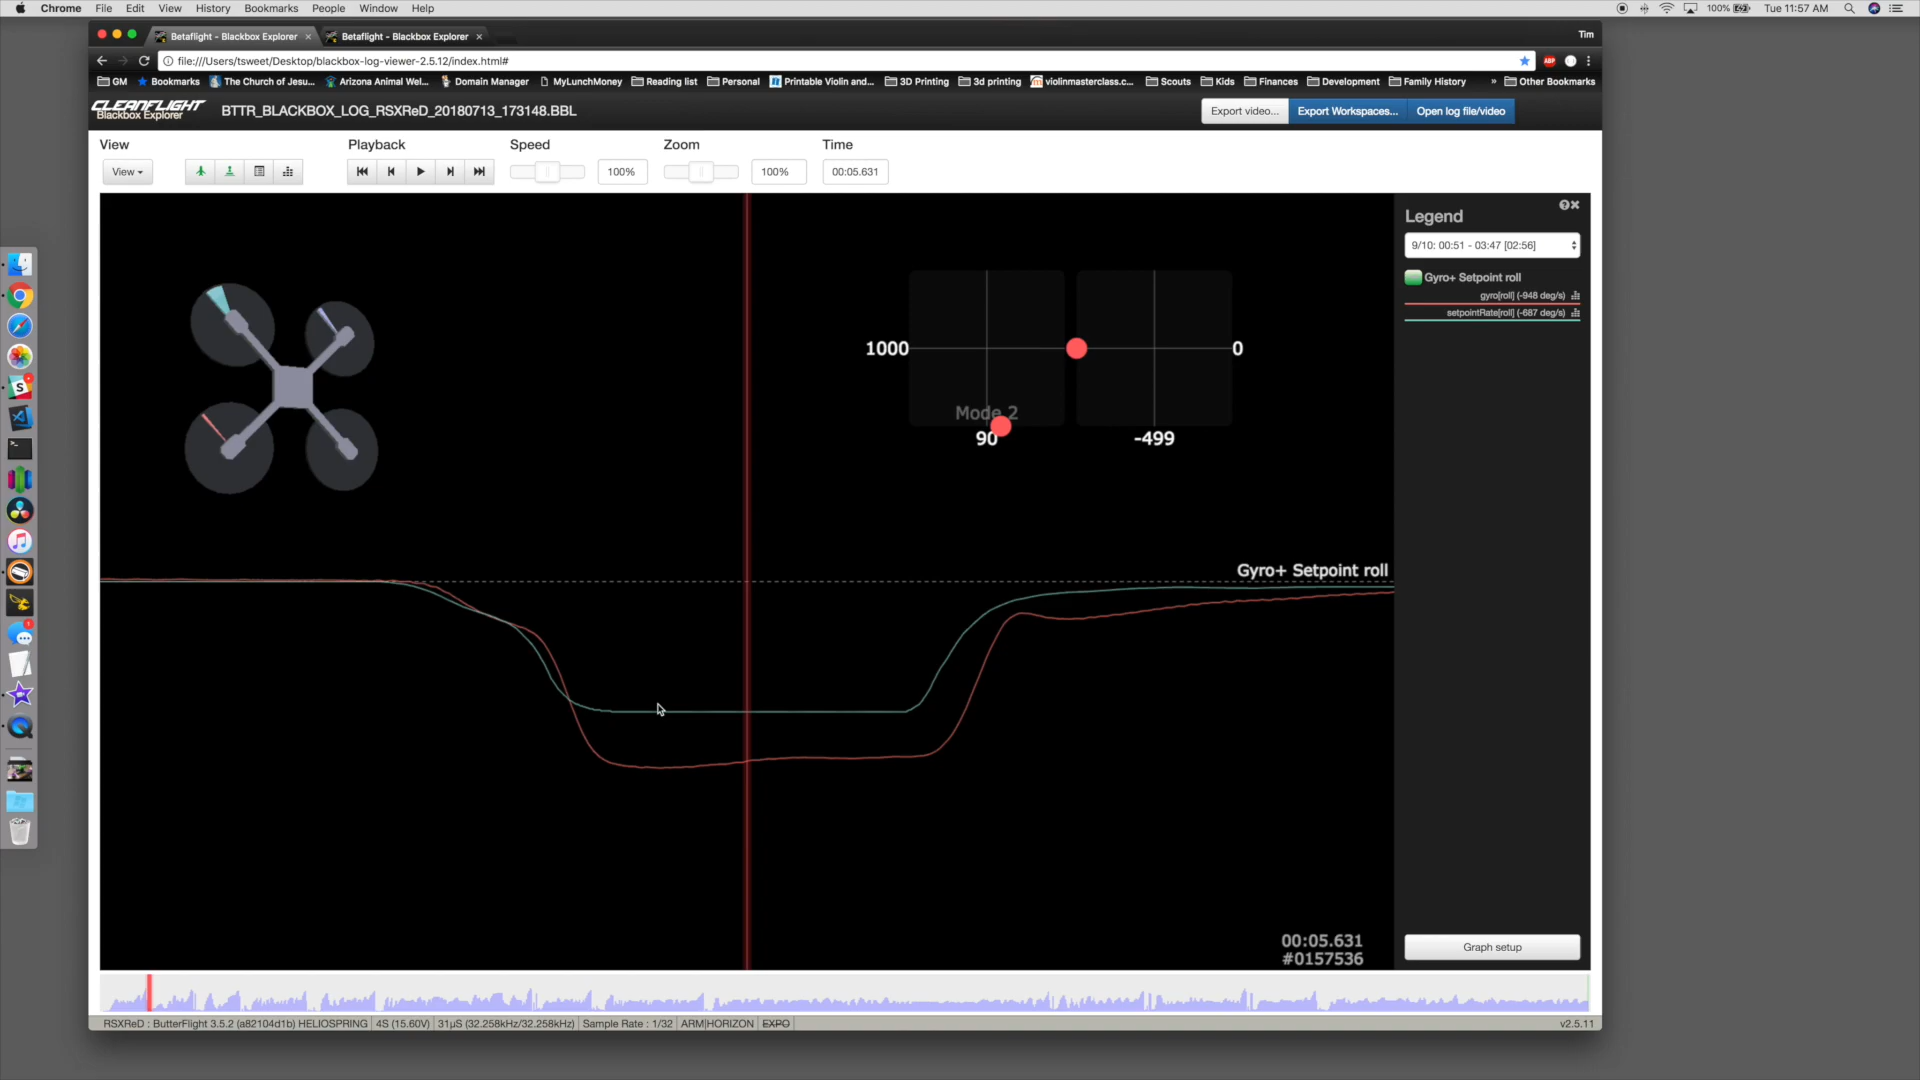 Chrome File Edit View History Bookmarks People Window Help
100% Tue 11:57 AM
Betaflight - Blackbox Explorer × Betaflight - Blackbox Explorer × Tim
file:///Users/tsweet/Desktop/blackbox-log-viewer-2.5.12/index.html# ABP
GM Bookmarks The Church of Jesu... Arizona Animal Wel... Domain Manager MyLunchMoney Reading list Personal Printable Violin and... 3D Printing 3d printing violinmasterclass.c... Scouts Kids Finances Development Family History » Other Bookmarks
CLEANFLIGHT
Blackbox Explorer
BTTR_BLACKBOX_LOG_RSXReD_20180713_173148.BBL
Export video... Export Workspaces... Open log file/video
View Playback Speed Zoom Time
View 100% 100% 00:05.631
Legend
9/10: 00:51 - 03:47 [02:56]
Gyro+ Setpoint roll
gyro[roll] (-948 deg/s)
setpointRate[roll] (-687 deg/s)
1000 0
Mode 2
90 -499
Gyro+ Setpoint roll
00:05.631
#0157536
Graph setup
RSXReD : ButterFlight 3.5.2 (a82104d1b) HELIOSPRING 4S (15.60V) 31µS (32.258kHz/32.258kHz) Sample Rate : 1/32 ARM|HORIZON EXPO v2.5.11